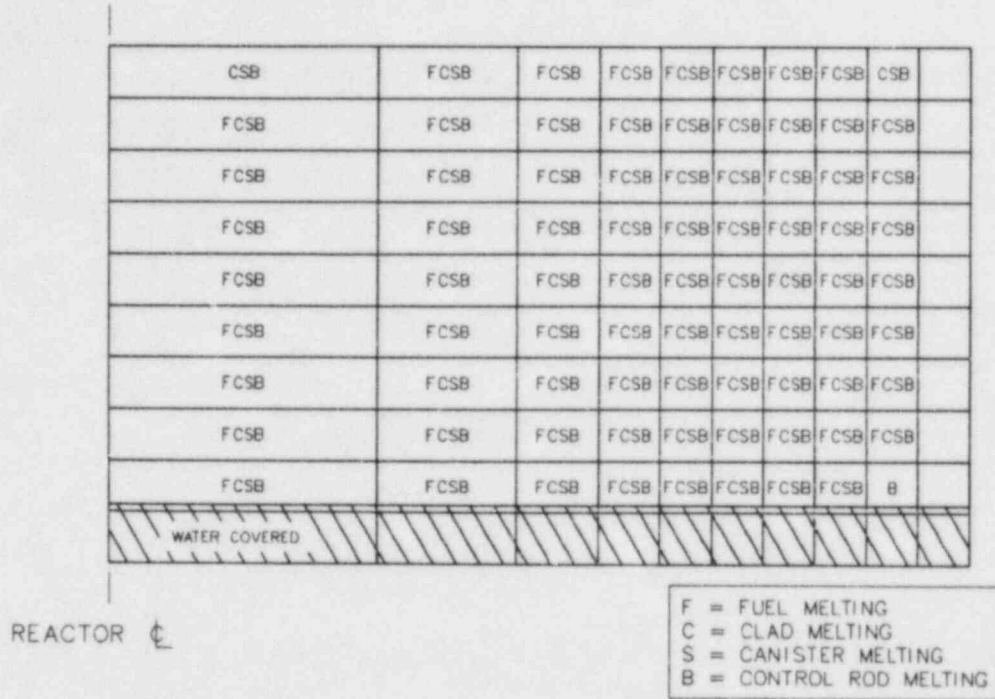 CSB FCSB FCSB FCSB FCSB FCSB FCSB FCSB CSB
FCSB FCSB FCSB FCSB FCSB FCSB FCSB FCSB FCSB
FCSB FCSB FCSB FCSB FCSB FCSB FCSB FCSB FCSB
FCSB FCSB FCSB FCSB FCSB FCSB FCSB FCSB FCSB
FCSB FCSB FCSB FCSB FCSB FCSB FCSB FCSB FCSB
FCSB FCSB FCSB FCSB FCSB FCSB FCSB FCSB FCSB
FCSB FCSB FCSB FCSB FCSB FCSB FCSB FCSB FCSB
FCSB FCSB FCSB FCSB FCSB FCSB FCSB FCSB FCSB
FCSB FCSB FCSB FCSB FCSB FCSB FCSB FCSB B
WATER COVERED
REACTOR ℄
F = FUEL MELTING
C = CLAD MELTING
S = CANISTER MELTING
B = CONTROL ROD MELTING